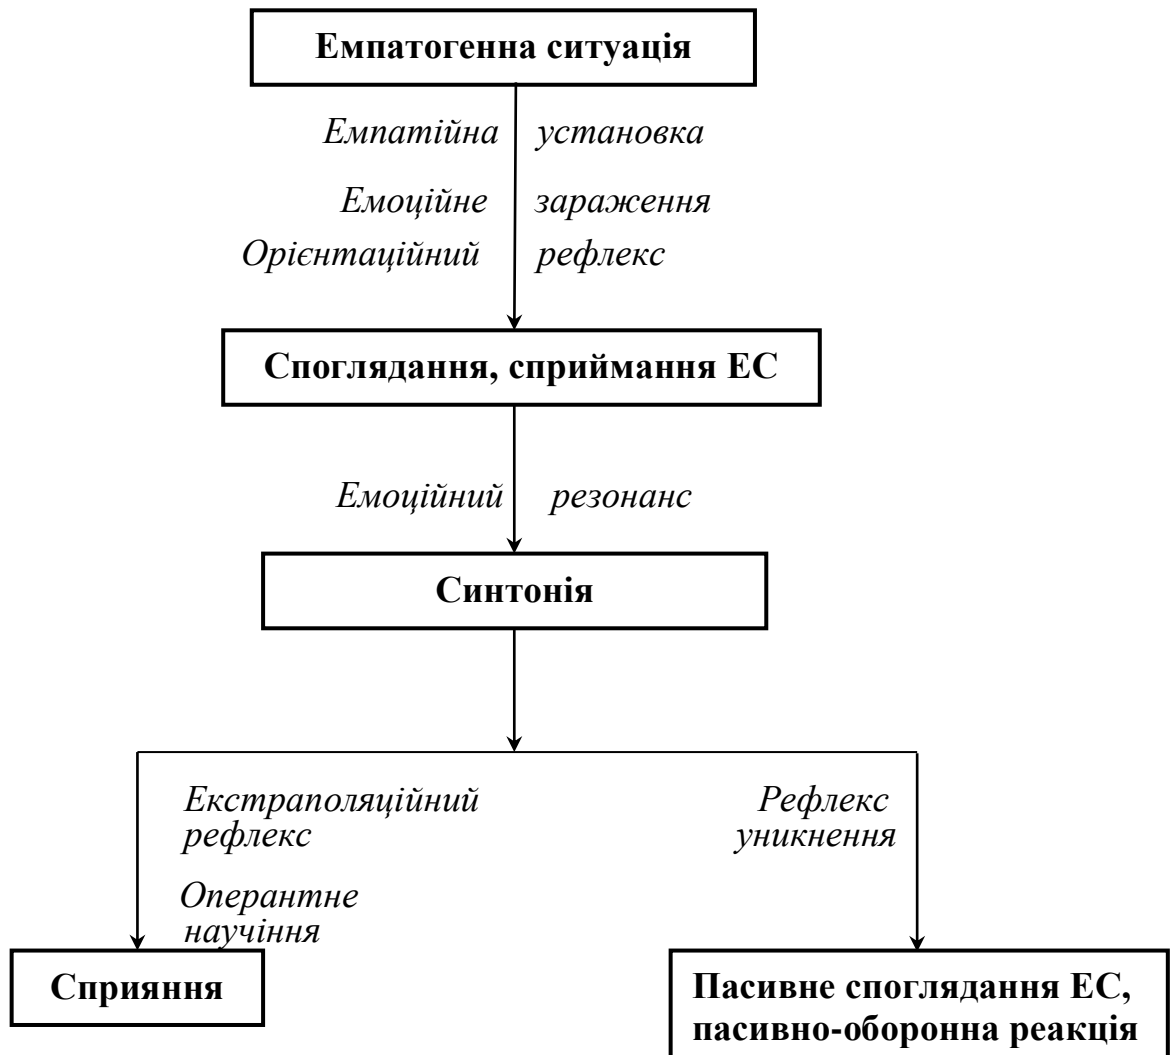 Емпатогенна ситуація
Емпатійна установка
Емоційне зараження
Орієнтаційний рефлекс
Споглядання, сприймання ЕС
Емоційний резонанс
Синтонія
Екстраполяційний
рефлекс
Оперантне
научіння
Рефлекс
уникнення
Сприяння
Пасивне споглядання ЕС,
пасивно-оборонна реакція